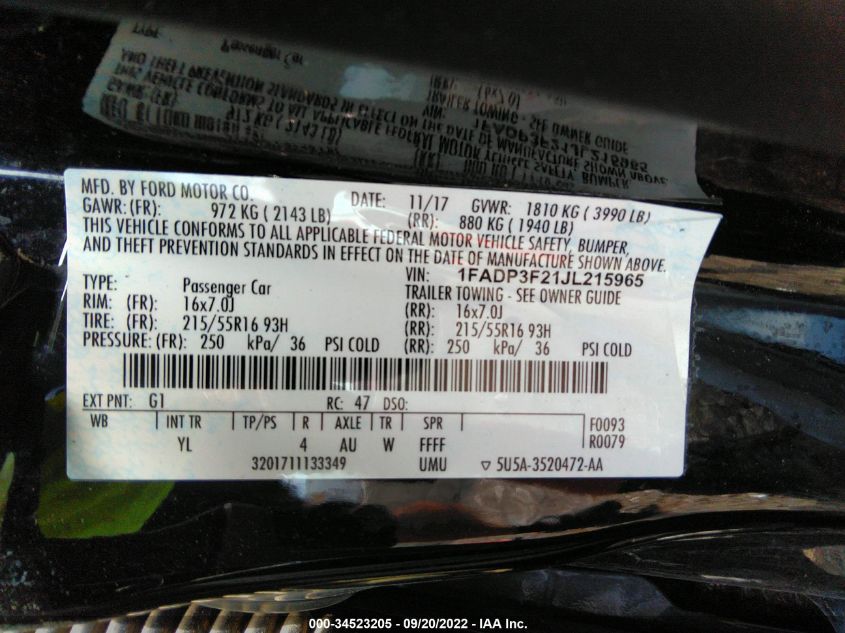 MFD. BY FORD MOTOR CO. DATE: 11/17 GVWR: 1810 KG ( 3990 LB)
GAWR: (FR) 972 KG ( 2143 LB) (RR): 880 KG ( 1940 LB)
THIS VEHICLE CONFORMS TO ALL APPLICABLE FEDERAL MOTOR VEHICLE SAFETY, BUMPER,
AND THEFT PREVENTION STANDARDS IN EFFECT ON THE DATE OF MANUFACTURE SHOWN ABOVE.
VIN: 1FADP3F21JL215965
TYPE: Passenger Car TRAILER TOWING - SEE OWNER GUIDE
RIM: (FR): 16x7.0J (RR): 16x7.0J
TIRE: (FR): 215/55R16 93H (RR): 215/55R16 93H
PRESSURE: (FR): 250 kPa/ 36 PSI COLD (RR): 250 kPa/ 36 PSI COLD
EXT PNT: G1 RC: 47 DSO:
WB INT TR TP/PS R AXLE TR SPR F0093
YL 4 AU W FFFF R0079
3201711133349 UMU ▽ 5U5A-3520472-AA
000-34523205 - 09/20/2022 - IAA Inc.